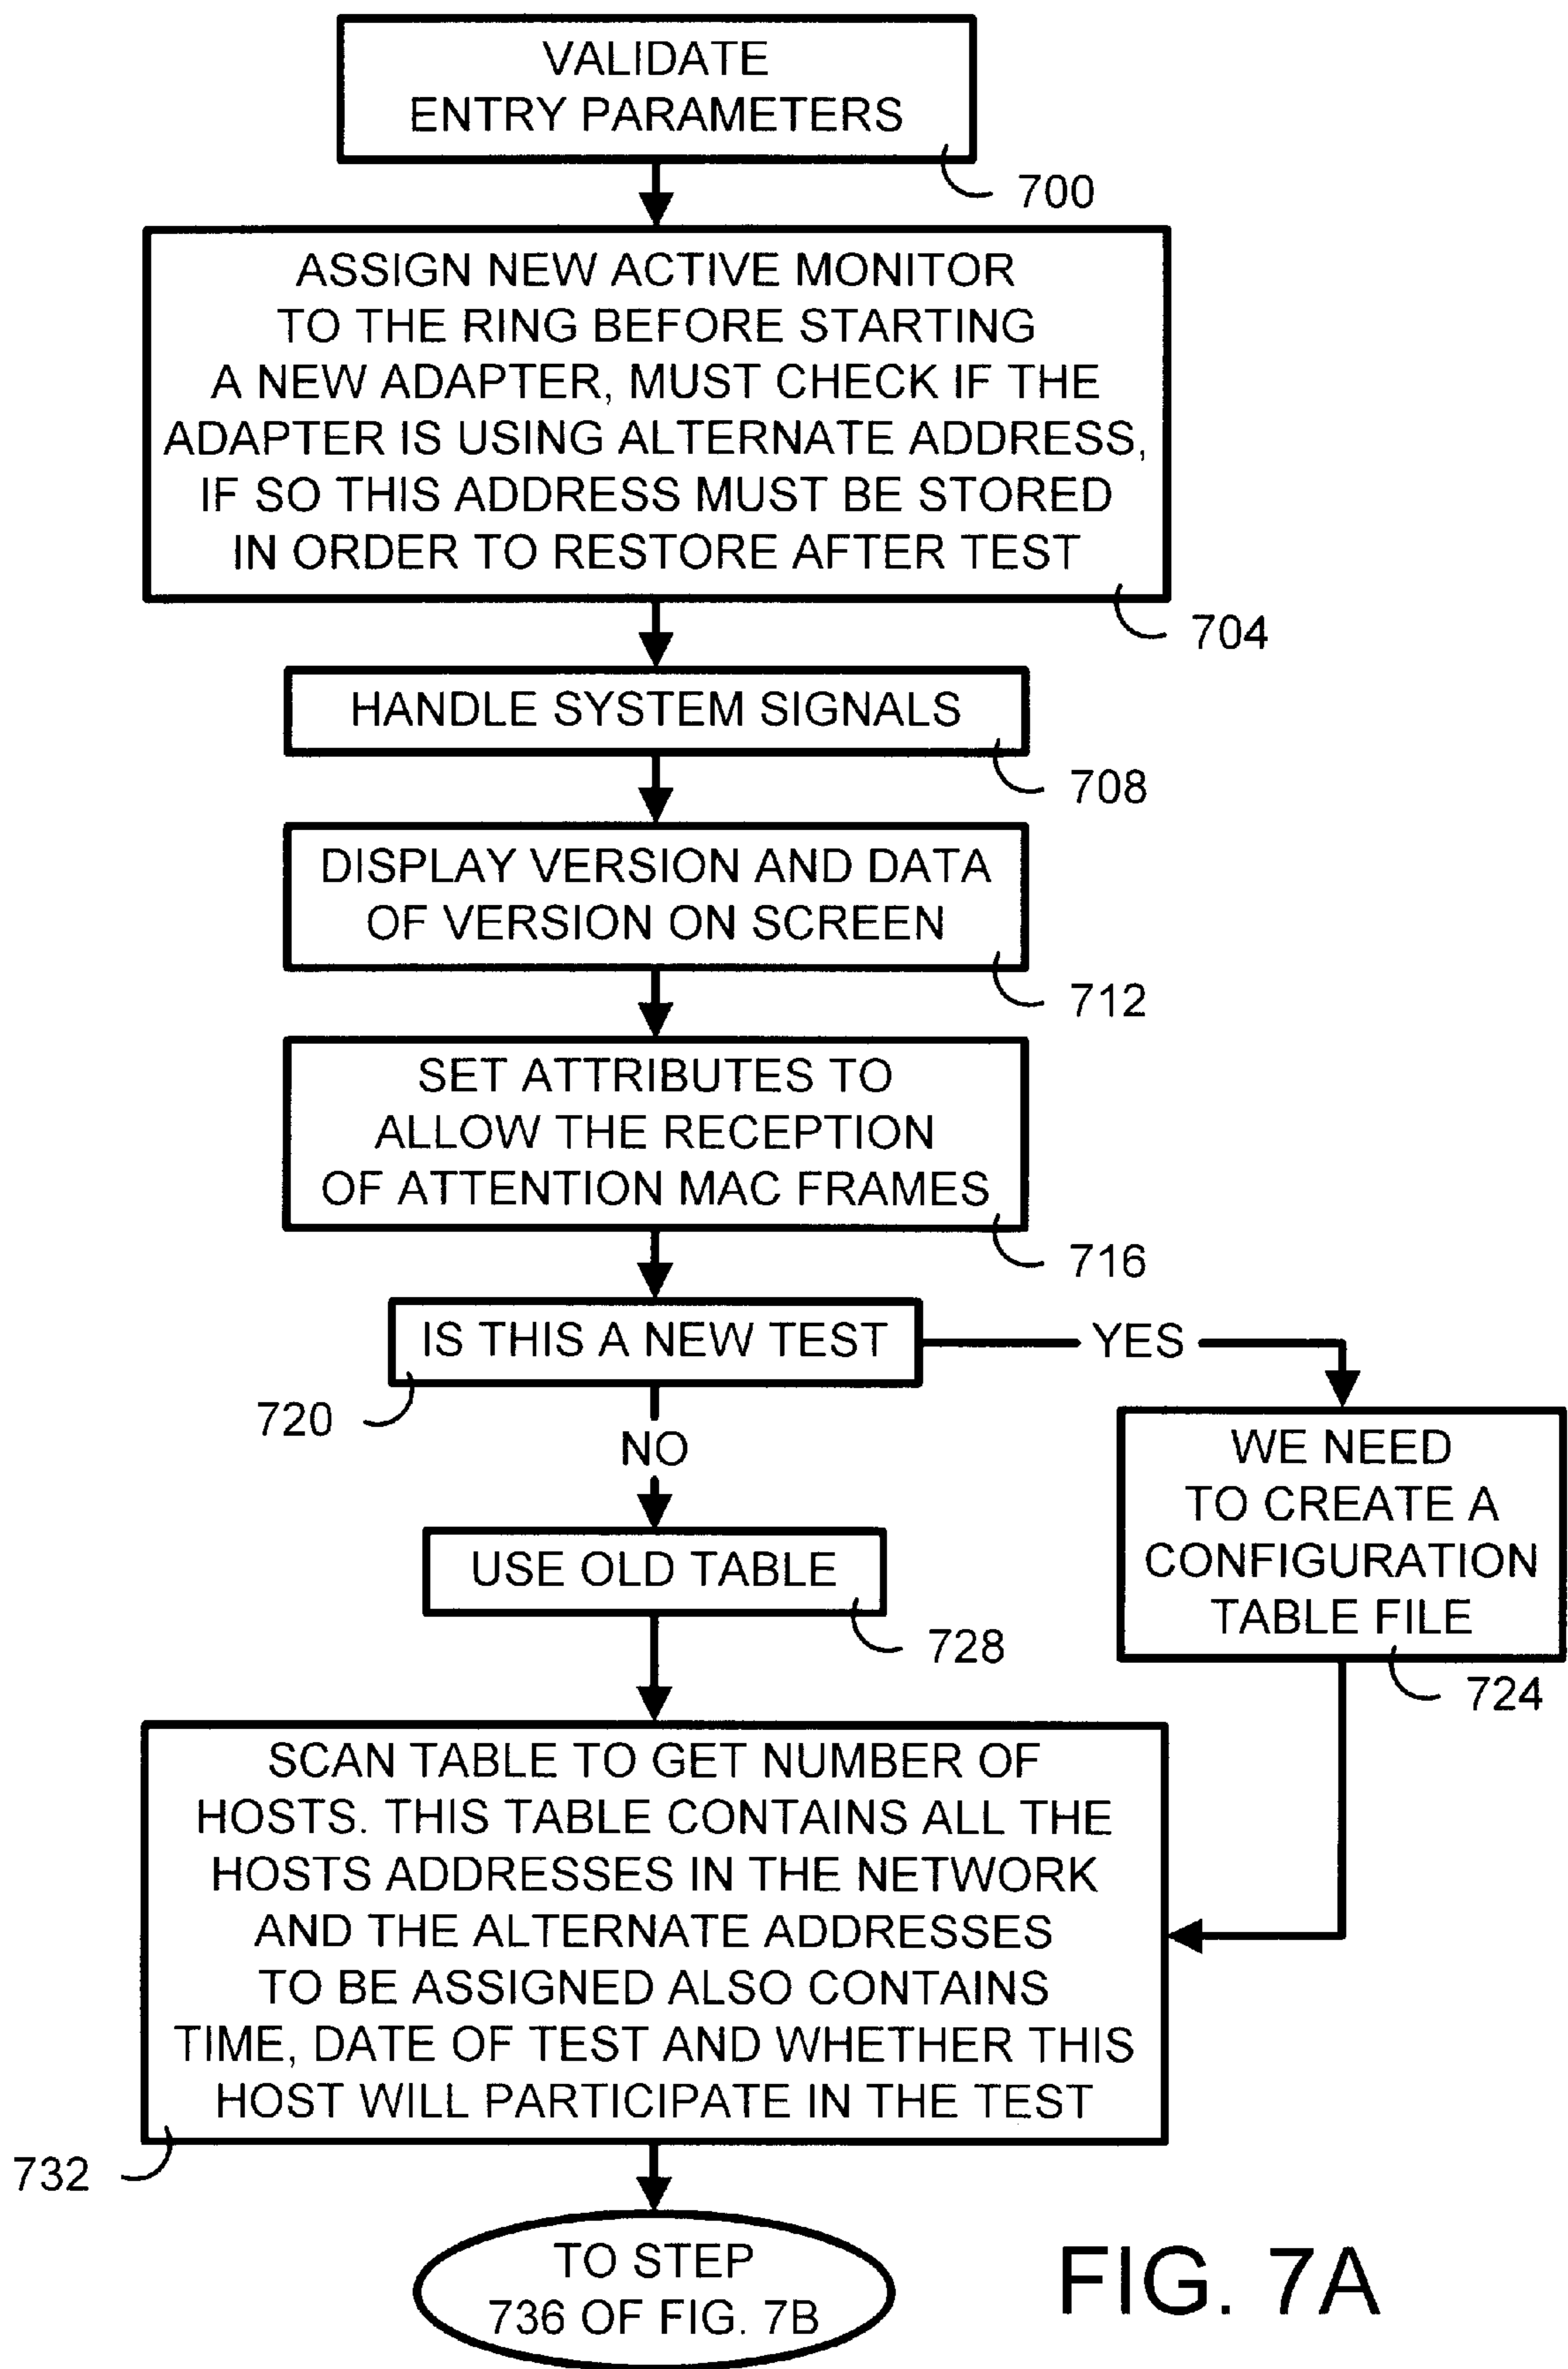 VALIDATE
ENTRY PARAMETERS
700
ASSIGN NEW ACTIVE MONITOR
TO THE RING BEFORE STARTING
A NEW ADAPTER, MUST CHECK IF THE
ADAPTER IS USING ALTERNATE ADDRESS,
IF SO THIS ADDRESS MUST BE STORED
IN ORDER TO RESTORE AFTER TEST
704
HANDLE SYSTEM SIGNALS
708
DISPLAY VERSION AND DATA
OF VERSION ON SCREEN
712
SET ATTRIBUTES TO
ALLOW THE RECEPTION
OF ATTENTION MAC FRAMES
716
IS THIS A NEW TEST
YES
720
NO
WE NEED
TO CREATE A
CONFIGURATION
TABLE FILE
724
USE OLD TABLE
728
SCAN TABLE TO GET NUMBER OF
HOSTS. THIS TABLE CONTAINS ALL THE
HOSTS ADDRESSES IN THE NETWORK
AND THE ALTERNATE ADDRESSES
TO BE ASSIGNED ALSO CONTAINS
TIME, DATE OF TEST AND WHETHER THIS
HOST WILL PARTICIPATE IN THE TEST
732
TO STEP
736 OF FIG. 7B
FIG. 7A